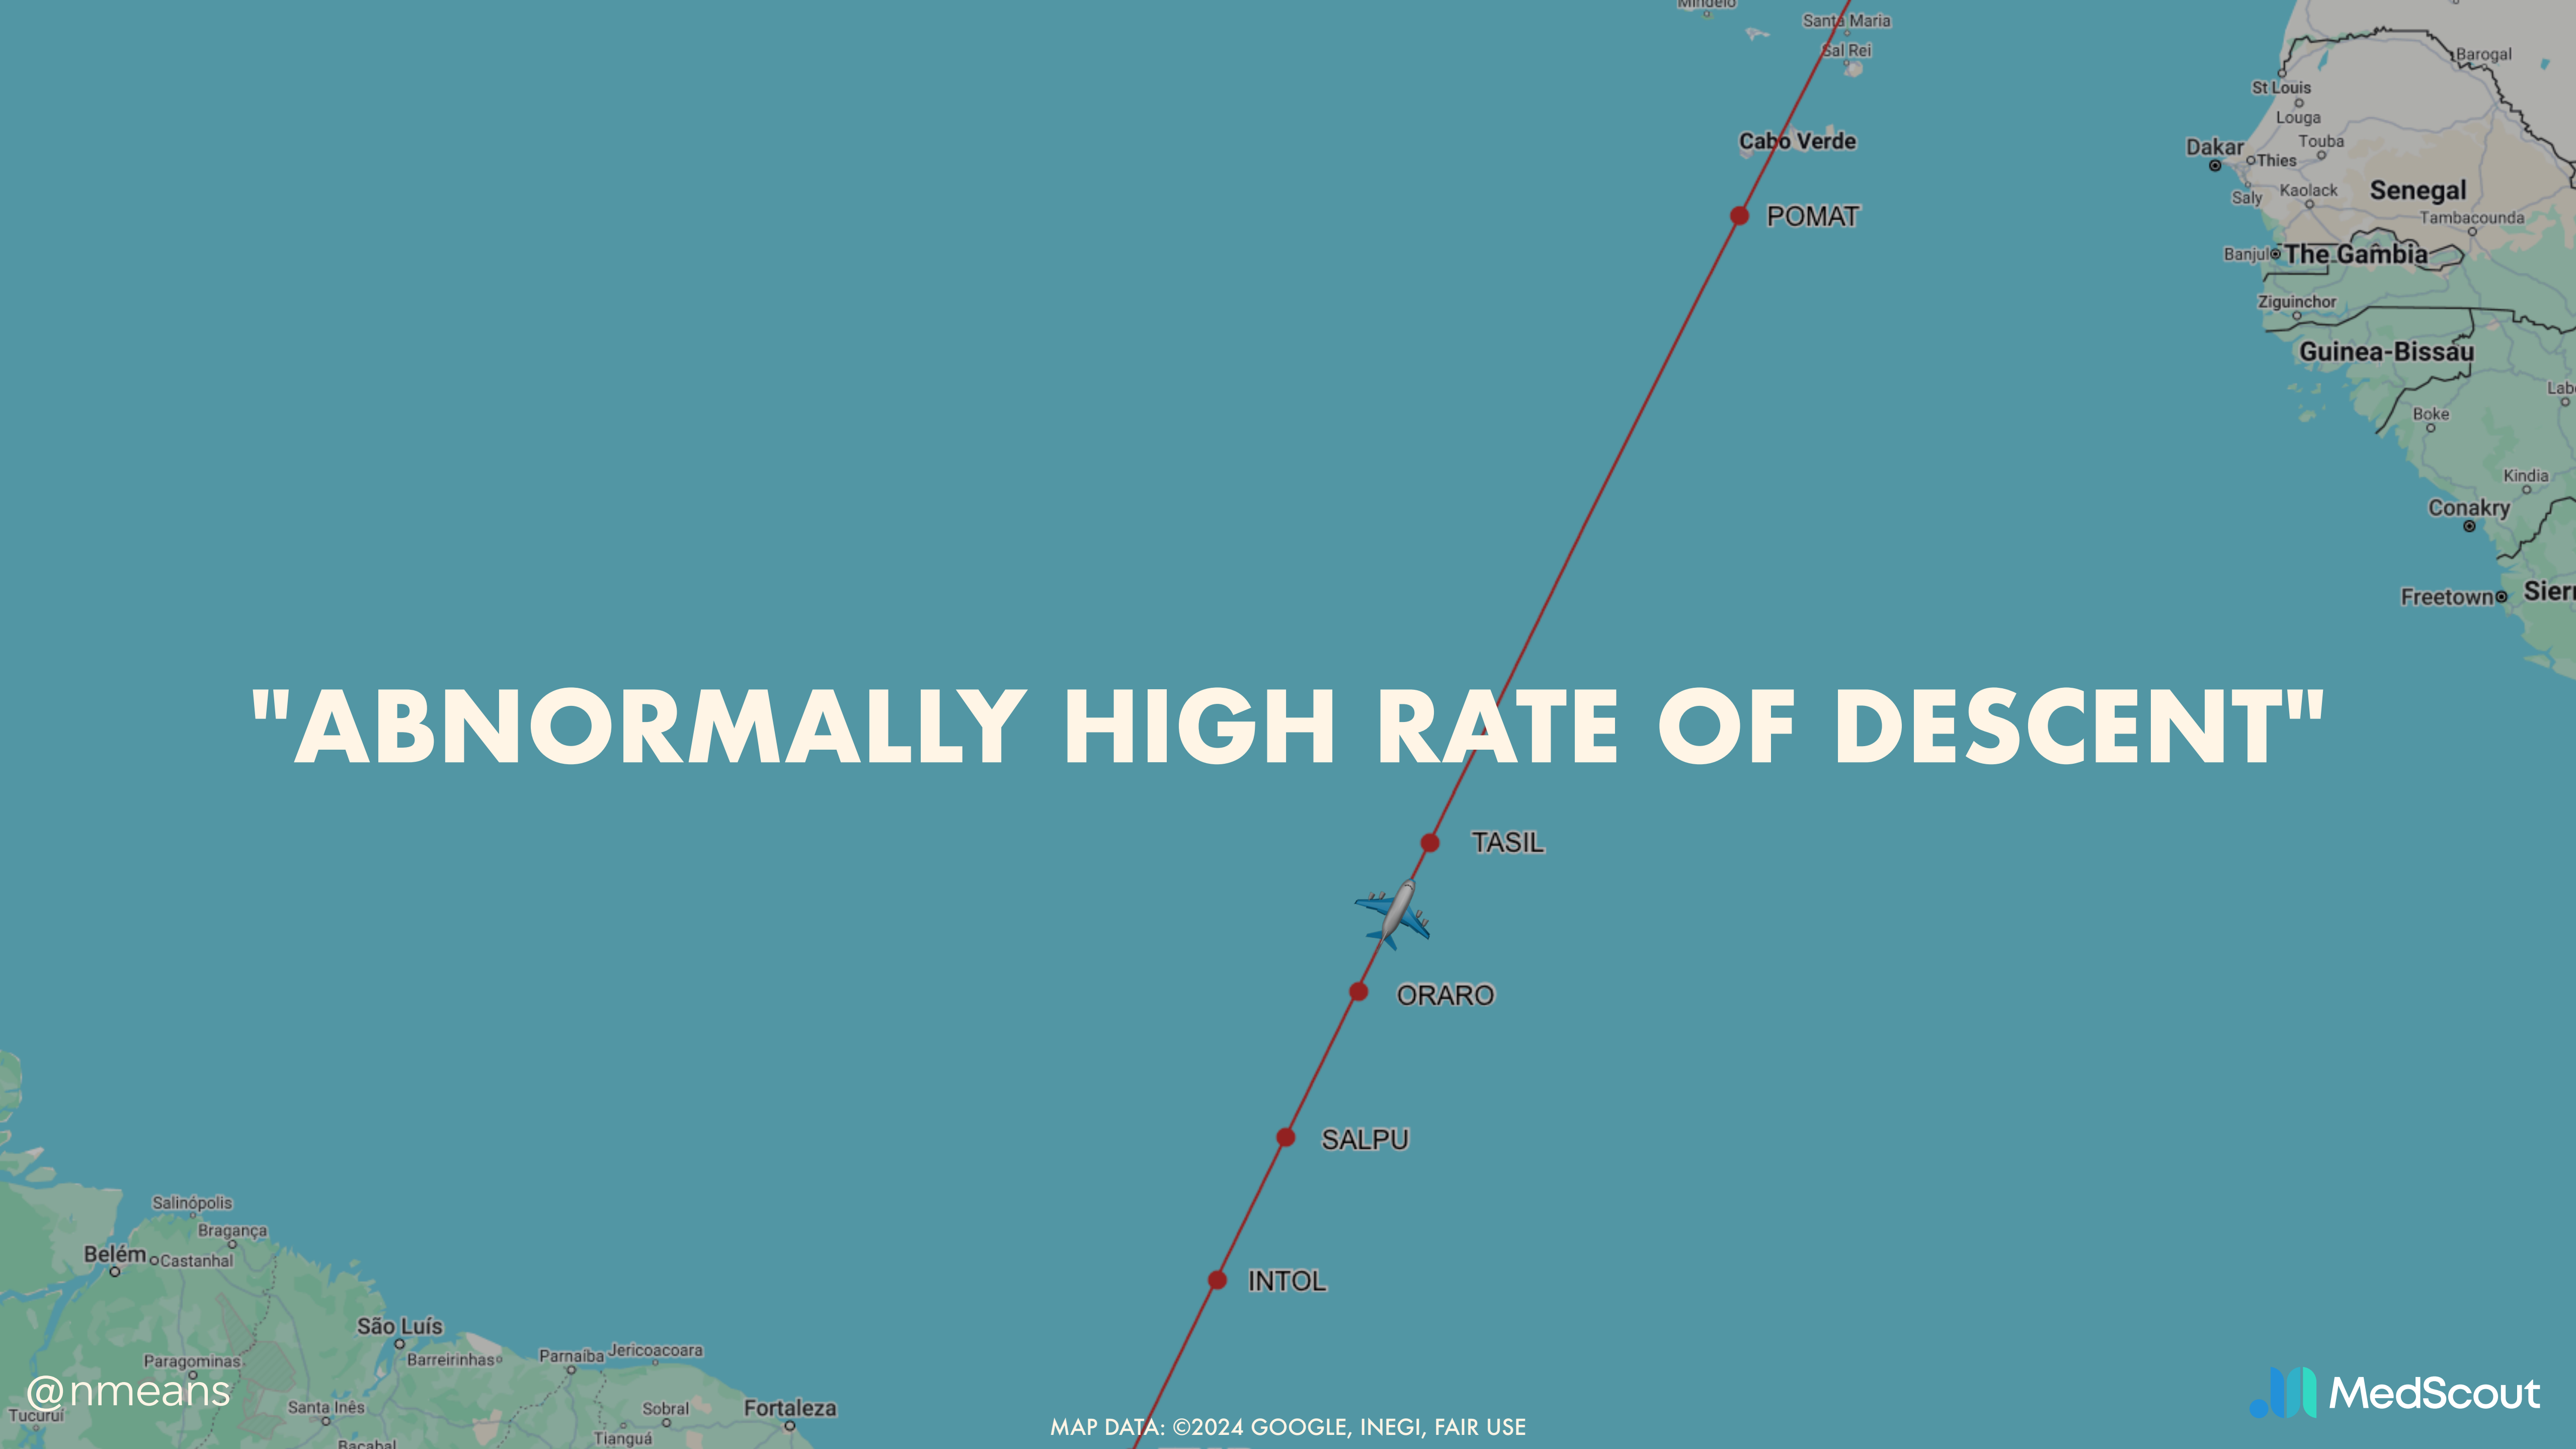 Mindelo
Santa Maria
Sal Rei
Barogal
St Louis
Louga
Cabo Verde
Touba
Dakar
Thies
Saly
Kaolack
Senegal
POMAT
Tambacounda
Banjul
The Gambia
Ziguinchor
Guinea-Bissau
Boke
Kindia
Conakry
Freetown
"ABNORMALLY HIGH RATE OF DESCENT"
TASIL
ORARO
SALPU
Salinópolis
Bragança
Belém
Castanhal
INTOL
São Luís
Paragominas
Barreirinhas
Parnaíba
Jericoacoara
@nmeans
MedScout
Tucuruí
Santa Inês
Sobral
Fortaleza
MAP DATA: ©2024 GOOGLE, INEGI, FAIR USE
Tianguá
Bacabal